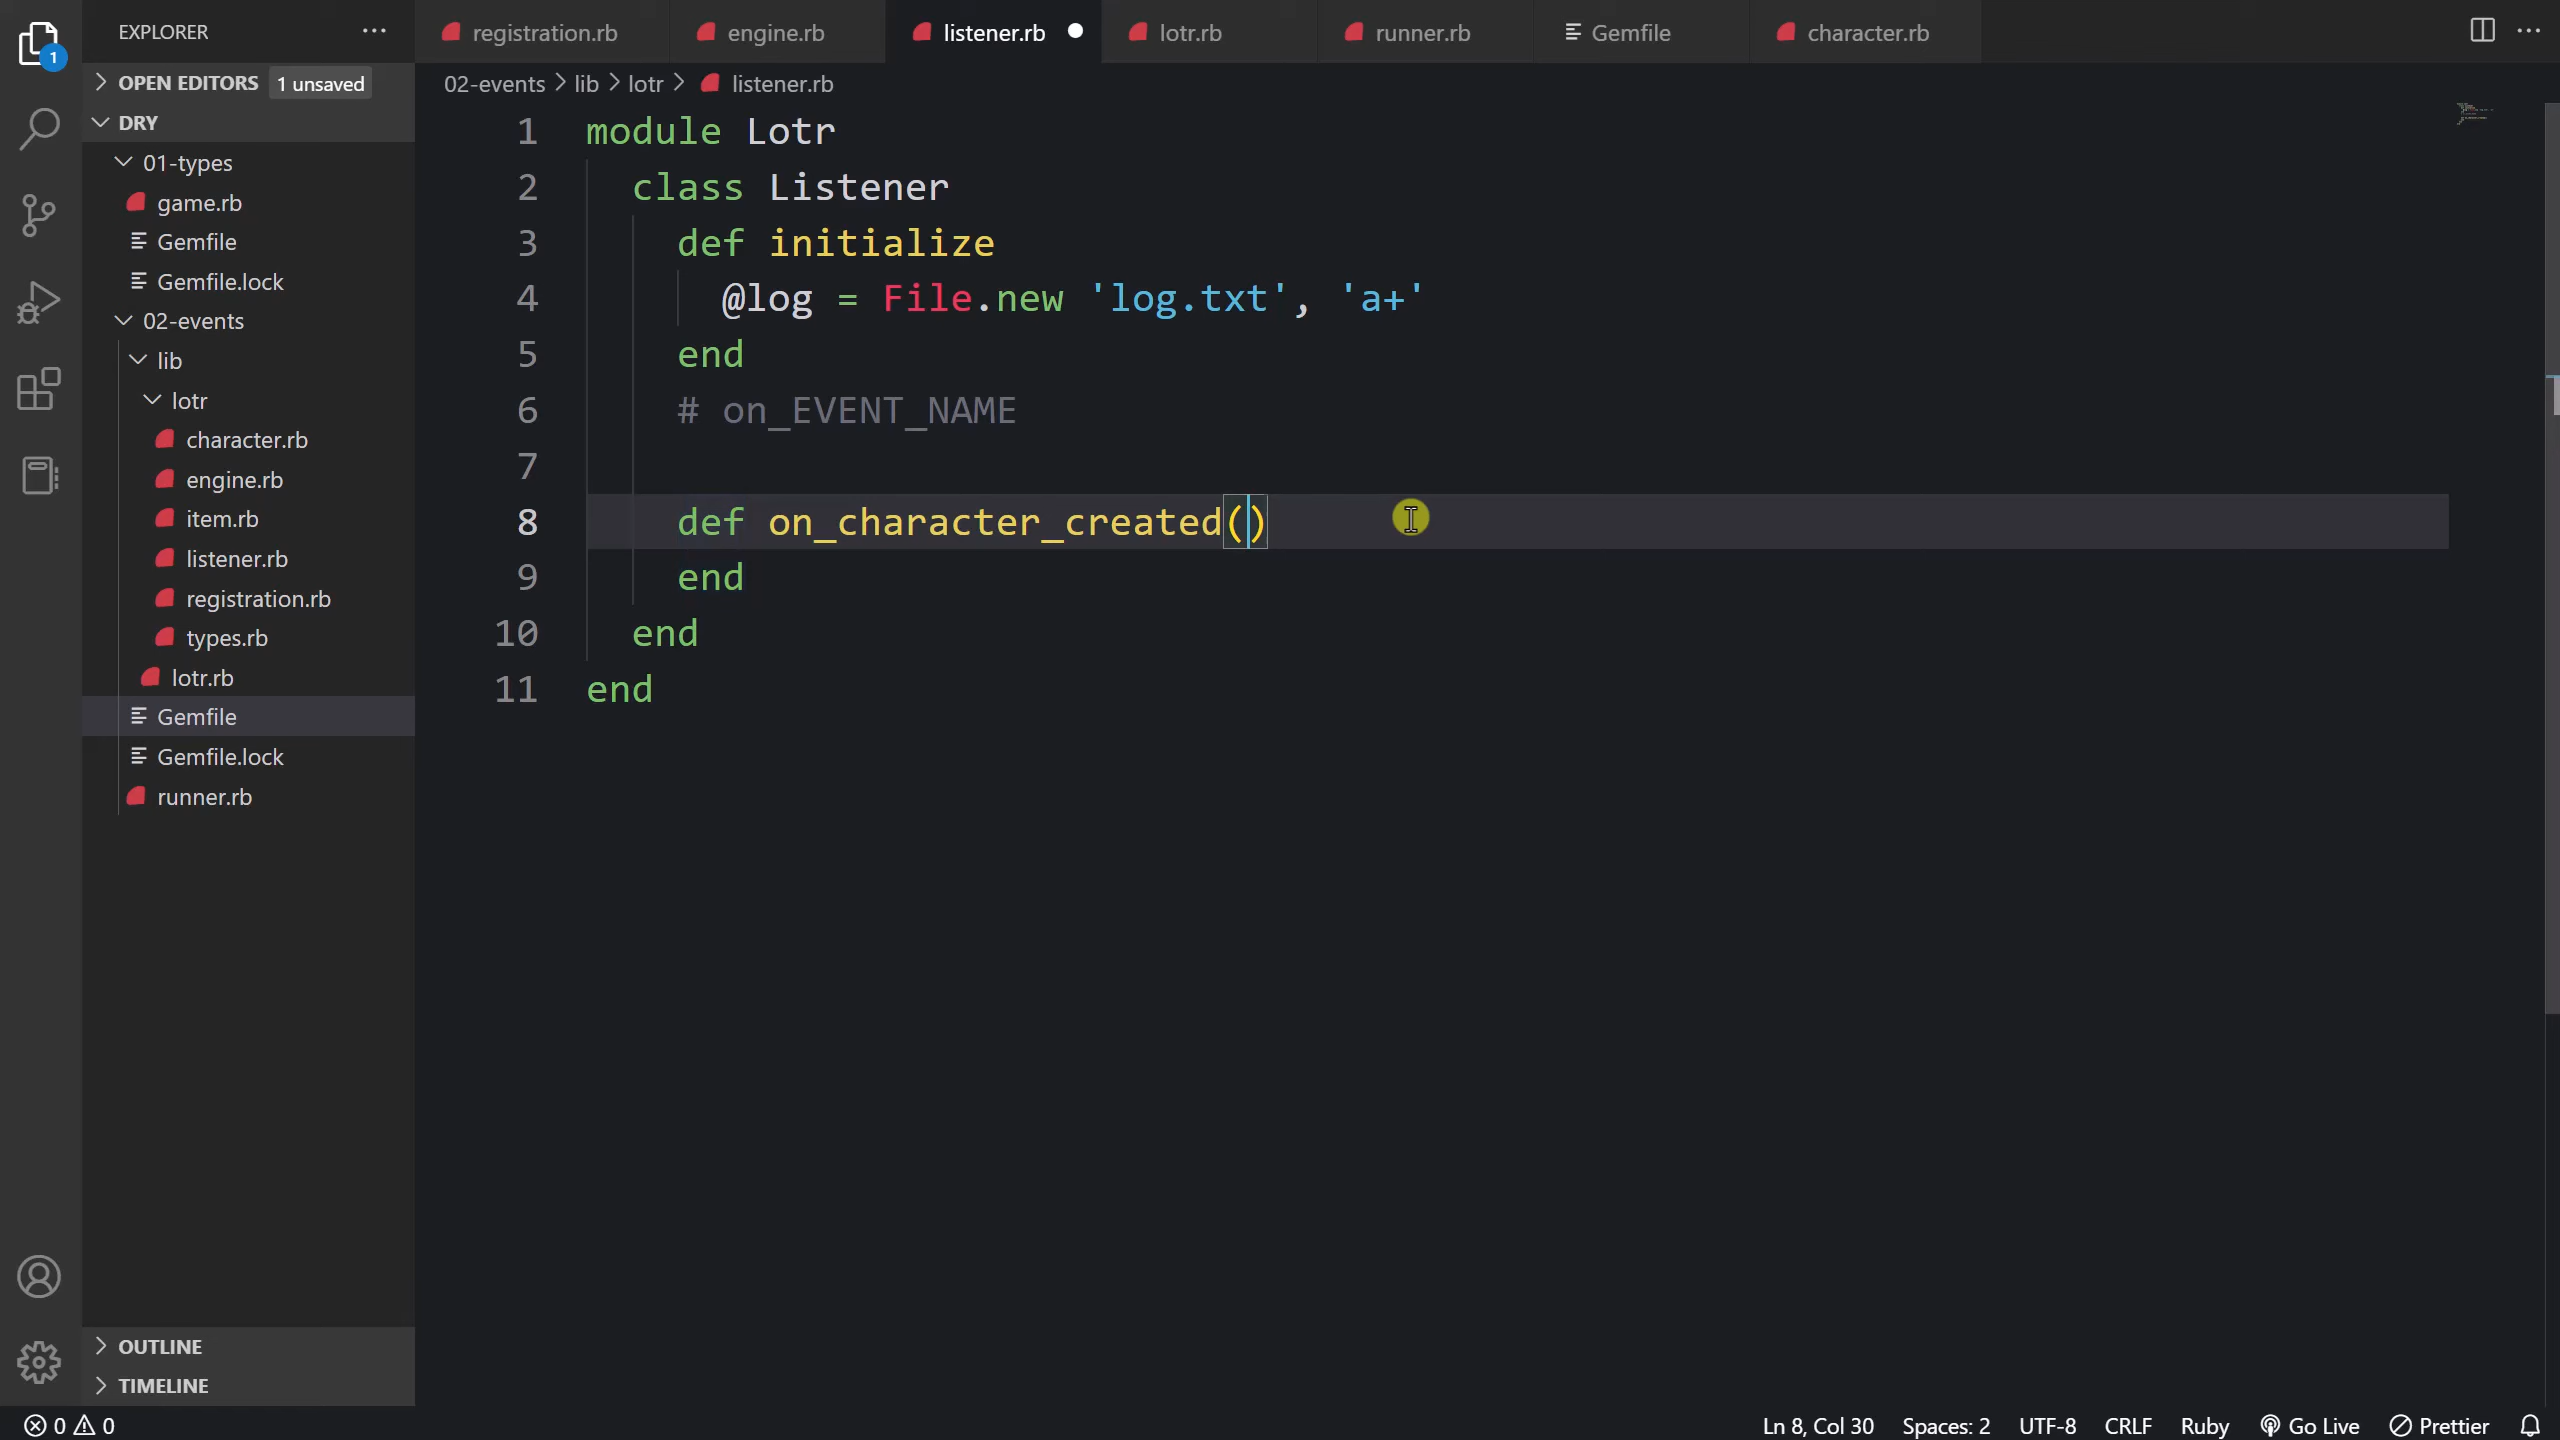 EXPLORER
1
OPEN EDITORS 1 unsaved
DRY
01-types
game.rb
Gemfile
Gemfile.lock
02-events
lib
lotr
character.rb
engine.rb
item.rb
listener.rb
registration.rb
types.rb
lotr.rb
Gemfile
Gemfile.lock
runner.rb
OUTLINE
TIMELINE
registration.rb engine.rb listener.rb lotr.rb runner.rb Gemfile character.rb
02-events > lib > lotr > listener.rb
1 module Lotr
2 class Listener
3 def initialize
4 @log = File.new 'log.txt', 'a+'
5 end
6 # on_EVENT_NAME
7
8 def on_character_created()
9 end
10 end
11 end
0 0 Ln 8, Col 30 Spaces: 2 UTF-8 CRLF Ruby Go Live Prettier